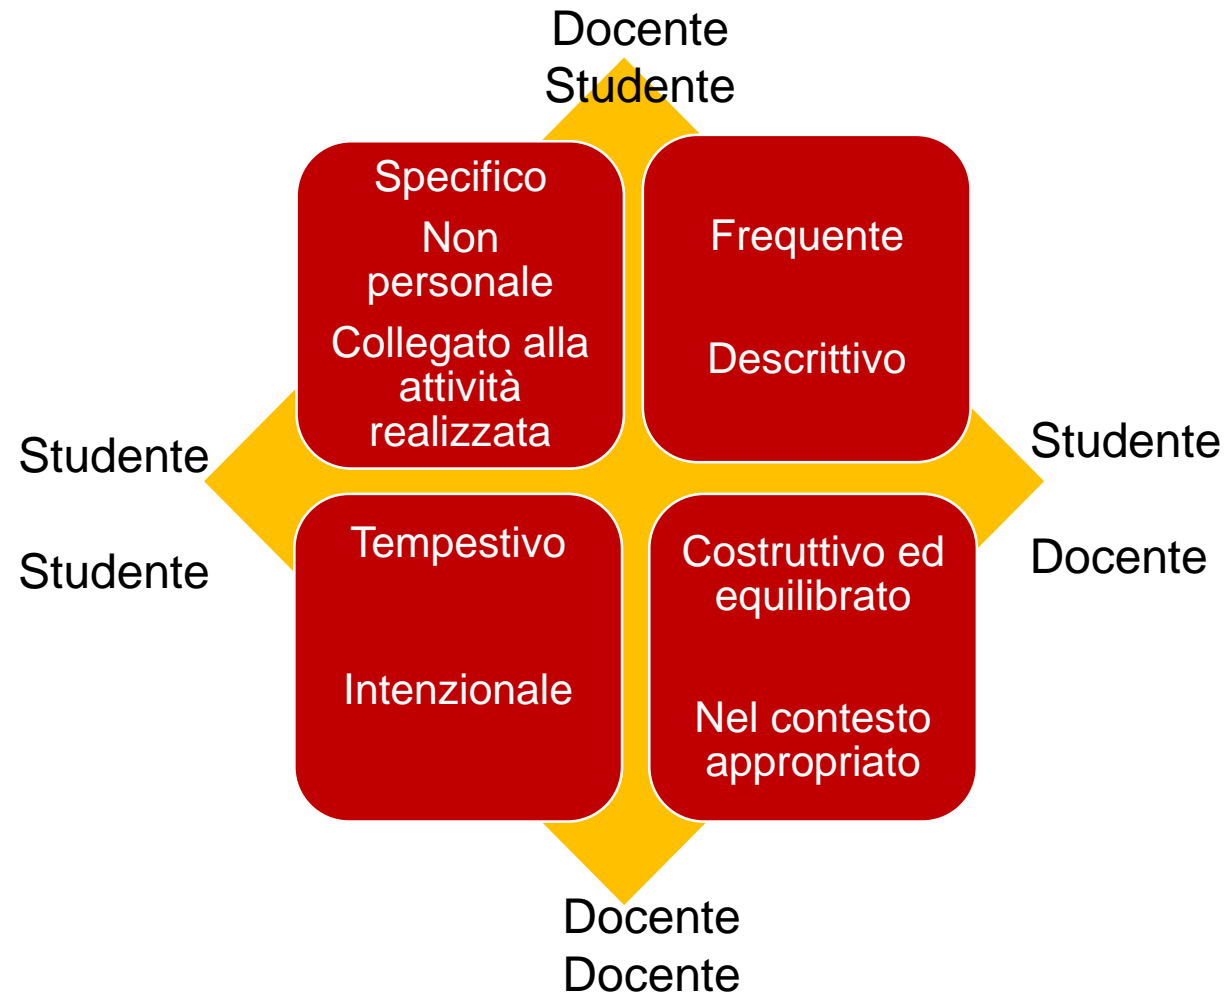 Docente
Studente
Specifico
Non
personale
Collegato alla
attività
realizzata
Frequente
Descrittivo
Studente
Studente
Studente
Docente
Tempestivo
Intenzionale
Costruttivo ed
equilibrato
Nel contesto
appropriato
Docente
Docente